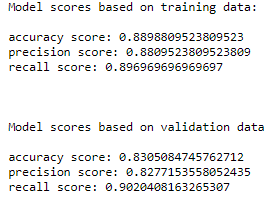 Model scores based on training data:
accuracy score: 0.8898809523809523
precision score: 0.8809523809523809
recall score: 0.896969696969697
Model scores based on validation data
accuracy score: 0.8305084745762712
precision score: 0.8277153558052435
recall score: 0.9020408163265307